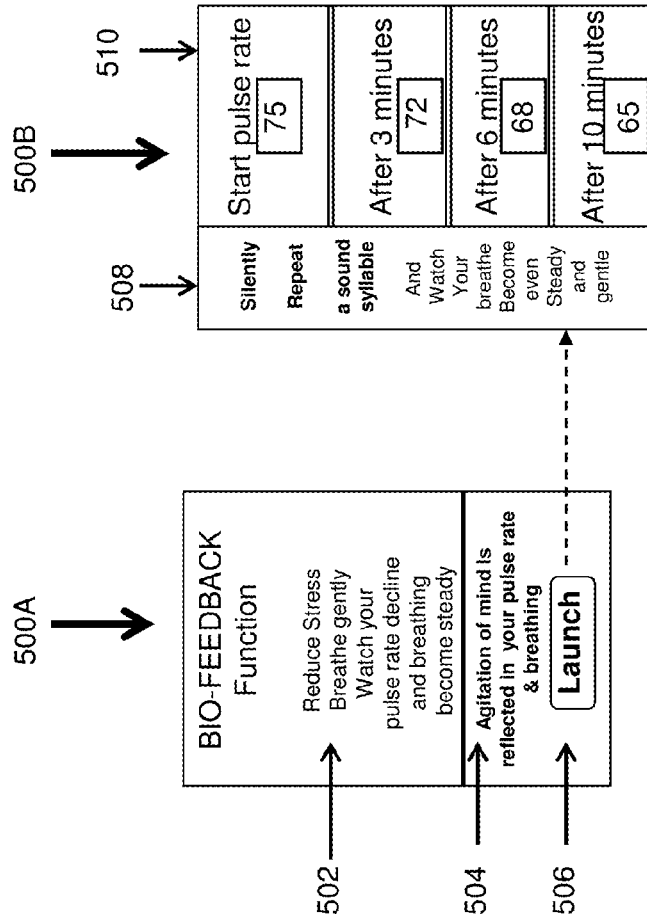 500A
BIO-FEEDBACK
Function
502
Reduce Stress
Breathe gently
Watch your
pulse rate decline
and breathing
become steady
504
Agitation of mind is
reflected in your pulse rate
& breathing
506
Launch
500B
508
Silently
Repeat
a sound
syllable
And
Watch
Your
breathe
Become
even
Steady
and
gentle
510
Start pulse rate
75
After 3 minutes
72
After 6 minutes
68
After 10 minutes
65